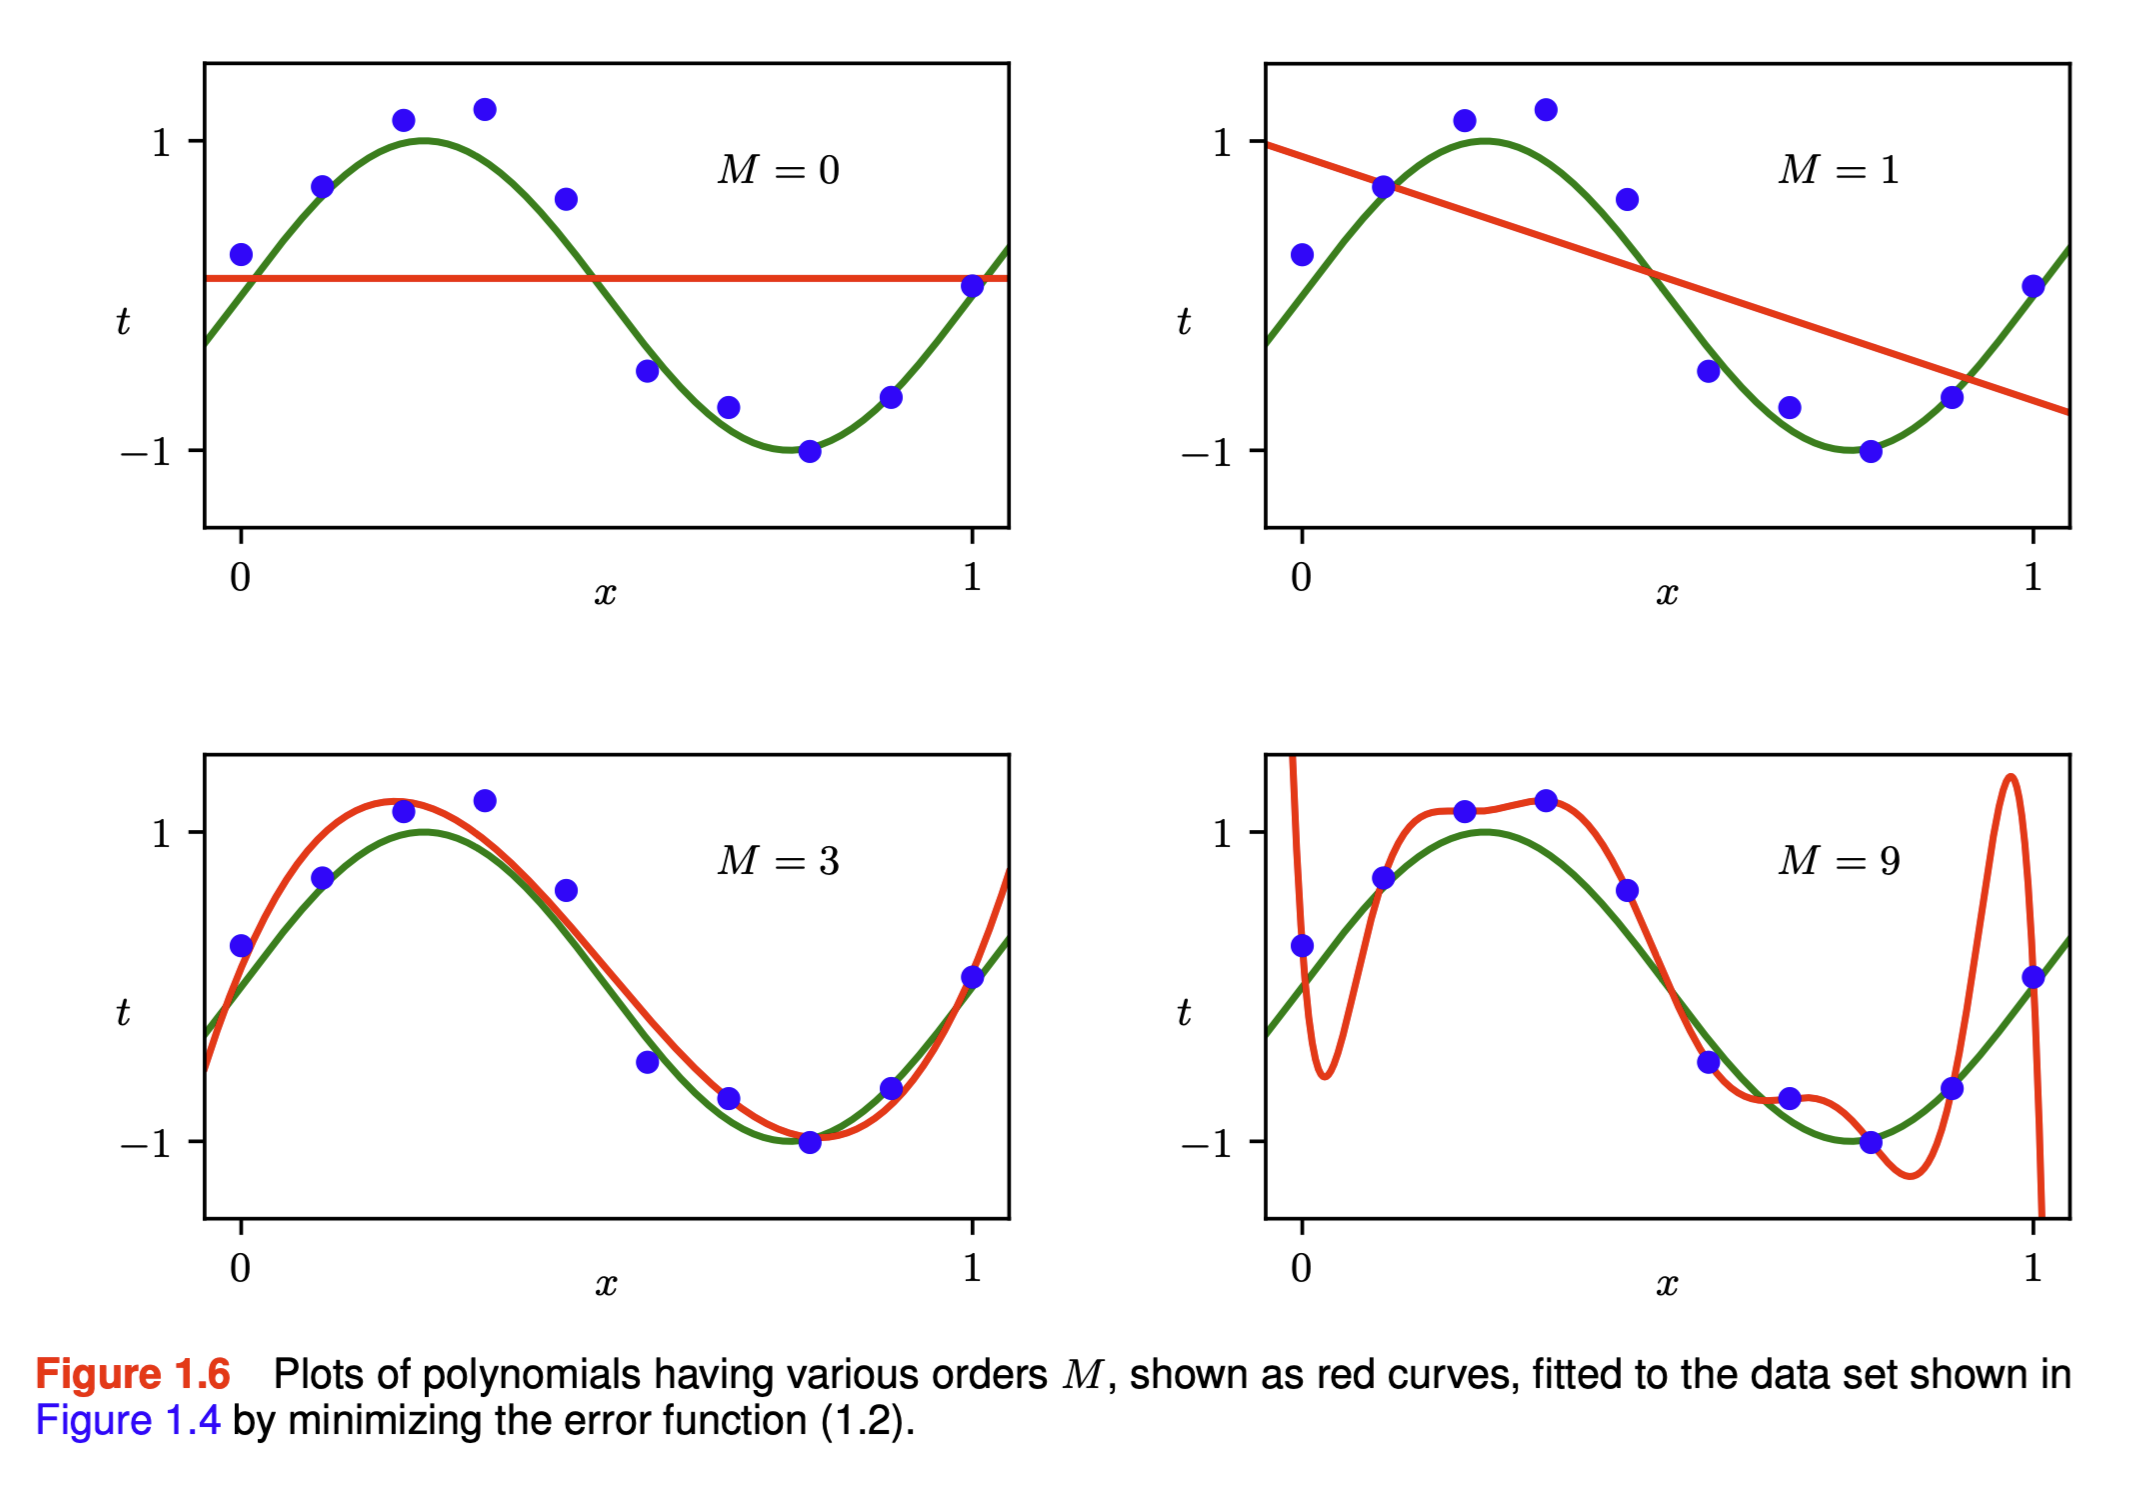 1
M = 0
t
−1
0
x
1
1
M = 1
t
−1
0
x
1
1
M = 3
t
−1
0
x
1
1
M = 9
t
−1
0
x
1
Figure 1.6 Plots of polynomials having various orders M, shown as red curves, fitted to the data set shown in
Figure 1.4 by minimizing the error function (1.2).